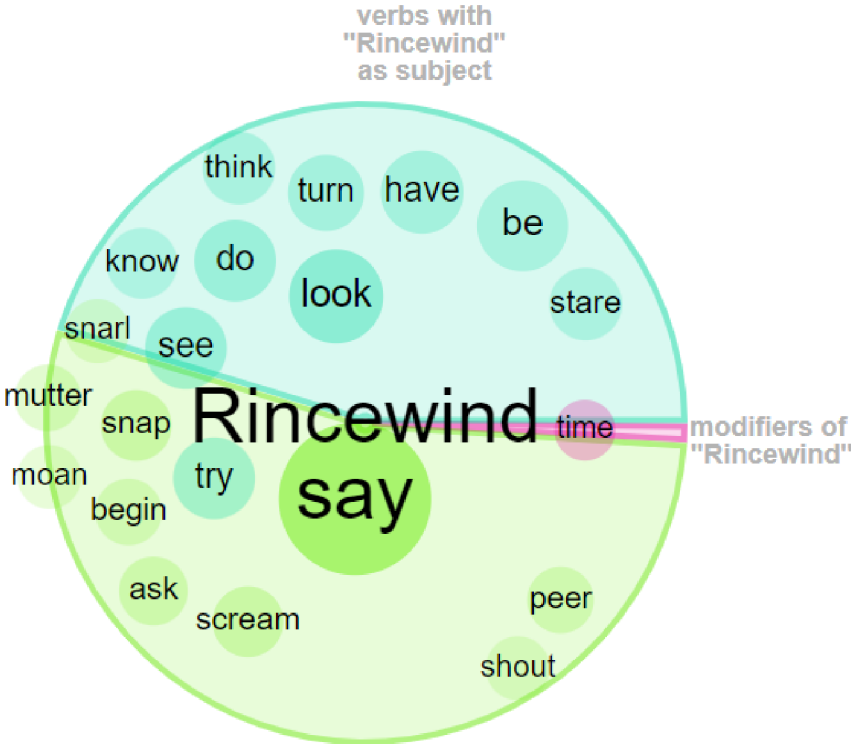 verbs with
"Rincewind"
as subject
think
turn
have
be
know
do
look
stare
snarl
see
mutter
snap
Rincewind
time
modifiers of
"Rincewind"
moan
try
say
begin
ask
scream
peer
shout